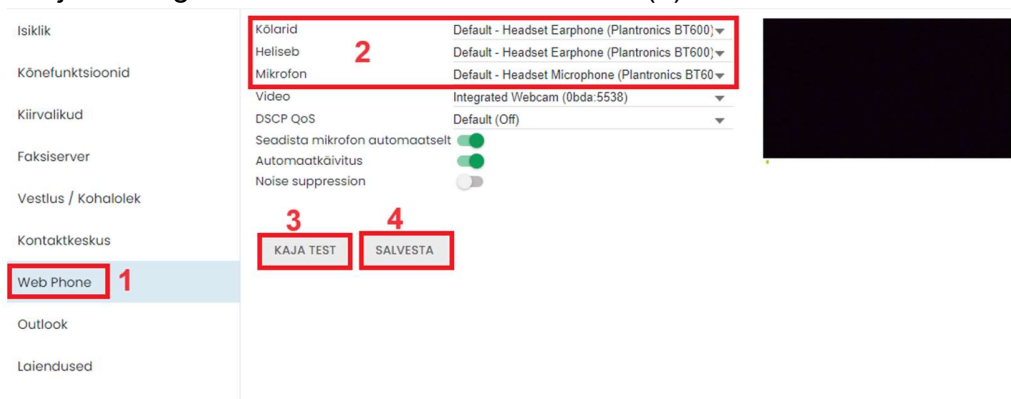 Isiklik
Kõnefunktsioonid
Kiirvalikud
Faksiserver
Vestlus / Kohalolek
Kontaktkeskus
Web Phone 1
Outlook
Laiendused
Kõlarid Default - Headset Earphone (Plantronics BT600)
Heliseb Default - Headset Earphone (Plantronics BT600)
2
Mikrofon Default - Headset Microphone (Plantronics BT60
Video Integrated Webcam (0bda:5538)
DSCP QoS Default (Off)
Seadista mikrofon automaatselt
Automaatkäivitus
Noise suppression
3 4
KAJA TEST SALVESTA